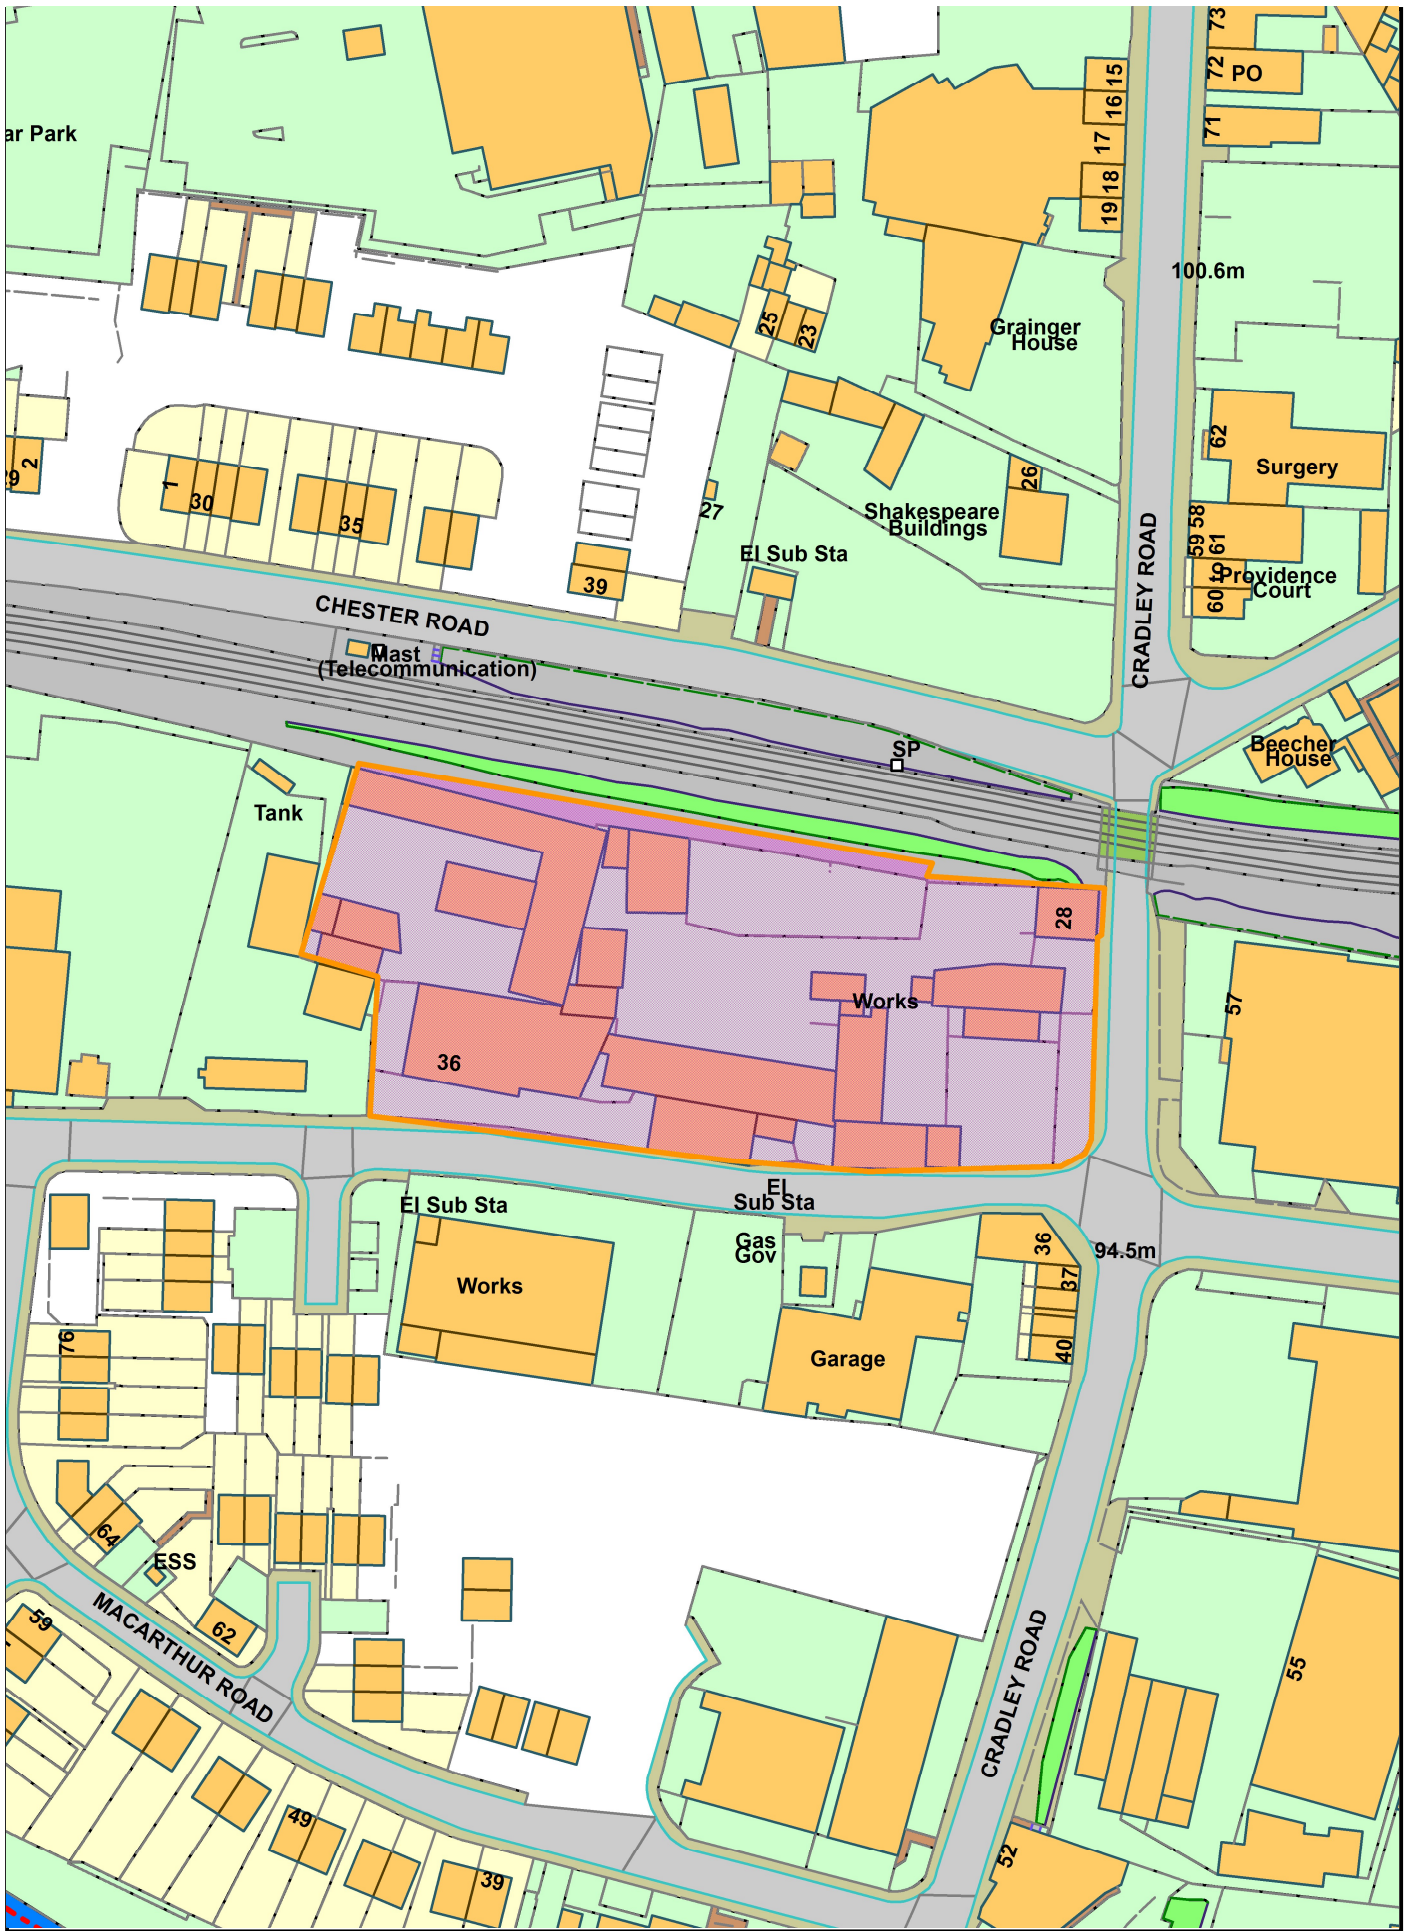 73
72
PO
15
16
71
ar Park
17
18
19
100.6m
25
23
Grainger
House
62
2
29
1
30
Surgery
26
35
27
Shakespeare
Buildings
59 58
El Sub Sta
CRADLEY ROAD
60 to 61
Providence
Court
39
CHESTER ROAD
Mast
(Telecommunication)
SP
Beecher
House
Tank
28
57
Works
36
El
Sub Sta
El Sub Sta
Gas
Gov
36
94.5m
37
Works
76
40
Garage
64
ESS
59
MACARTHUR ROAD
62
CRADLEY ROAD
55
49
52
39